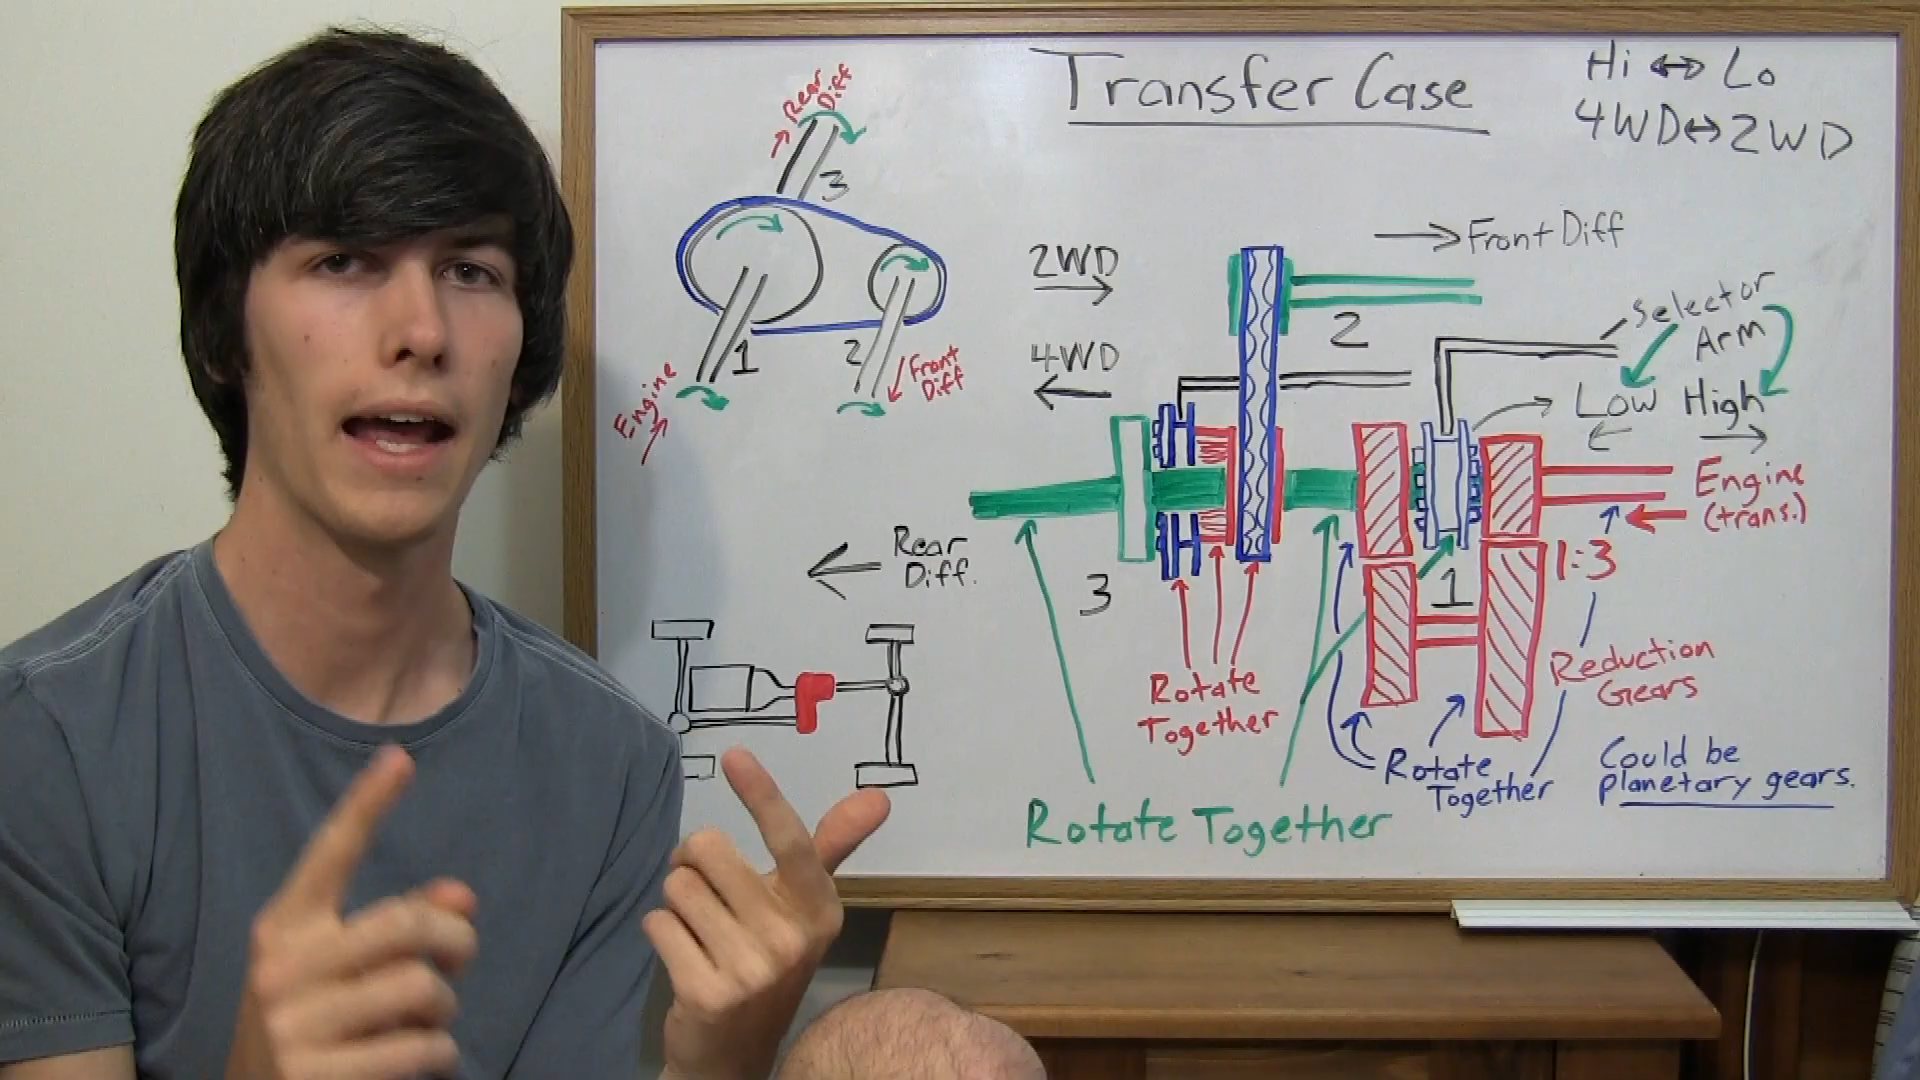 Transfer Case
Hi ↔ Lo
4WD↔2WD
Rear
Diff
3
1
2
Engine
Front
Diff
2WD
4WD
Front Diff
2
Selector
Arm
Low High
Engine
(trans.)
Rear
Diff.
3
1
1:3
Rotate
Together
Reduction
Gears
Rotate
Together
Could be
planetary gears.
Rotate Together